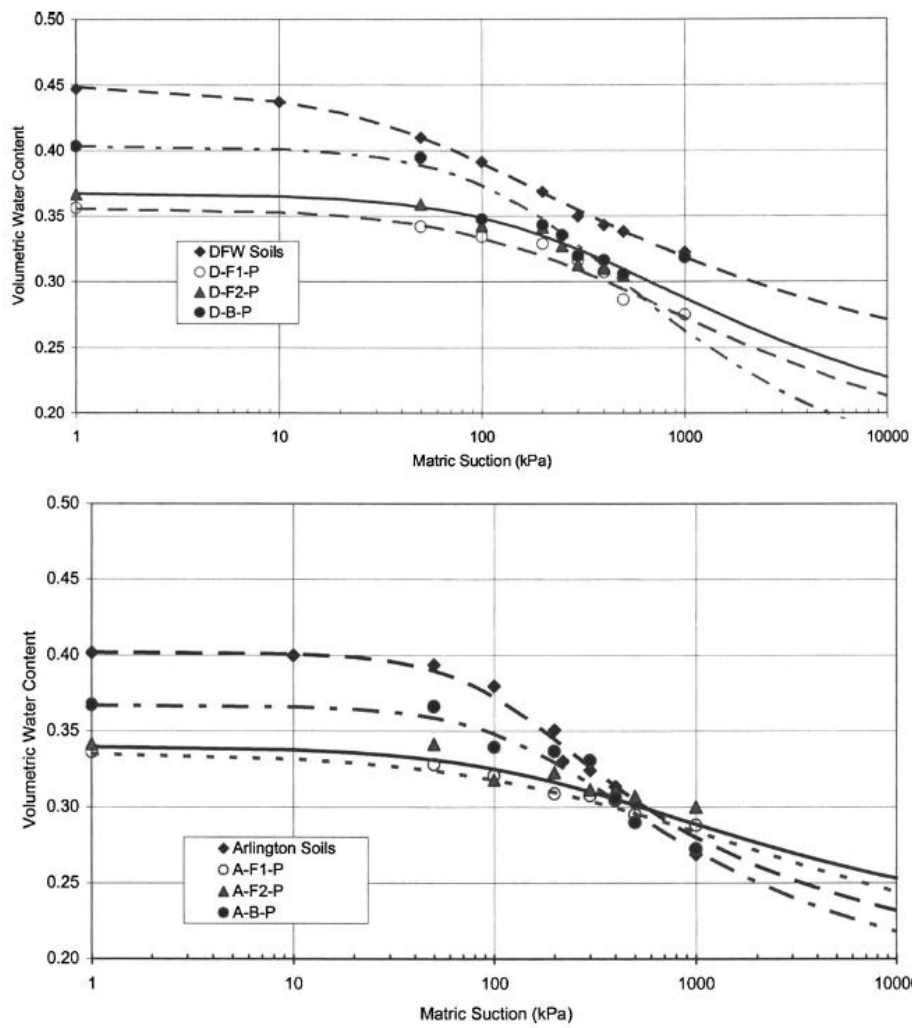 0.50
0.45
0.40
0.35
0.30
0.25
0.20
Volumetric Water Content
DFW Soils
D-F1-P
D-F2-P
D-B-P
1 10 100 1000 10000
Matric Suction (kPa)
0.50
0.45
0.40
0.35
0.30
0.25
0.20
Volumetric Water Content
Arlington Soils
A-F1-P
A-F2-P
A-B-P
1 10 100 1000 1000
Matric Suction (kPa)